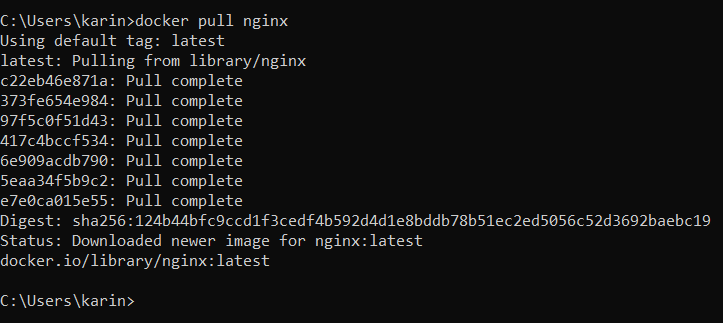 C:\Users\karin>docker pull nginx
Using default tag: latest
latest: Pulling from library/nginx
c22eb46e871a: Pull complete
373fe654e984: Pull complete
97f5c0f51d43: Pull complete
417c4bccf534: Pull complete
6e909acdb790: Pull complete
5eaa34f5b9c2: Pull complete
e7e0ca015e55: Pull complete
Digest: sha256:124b44bfc9ccd1f3cedf4b592d4d1e8bddb78b51ec2ed5056c52d3692baebc19
Status: Downloaded newer image for nginx:latest
docker.io/library/nginx:latest
C:\Users\karin>